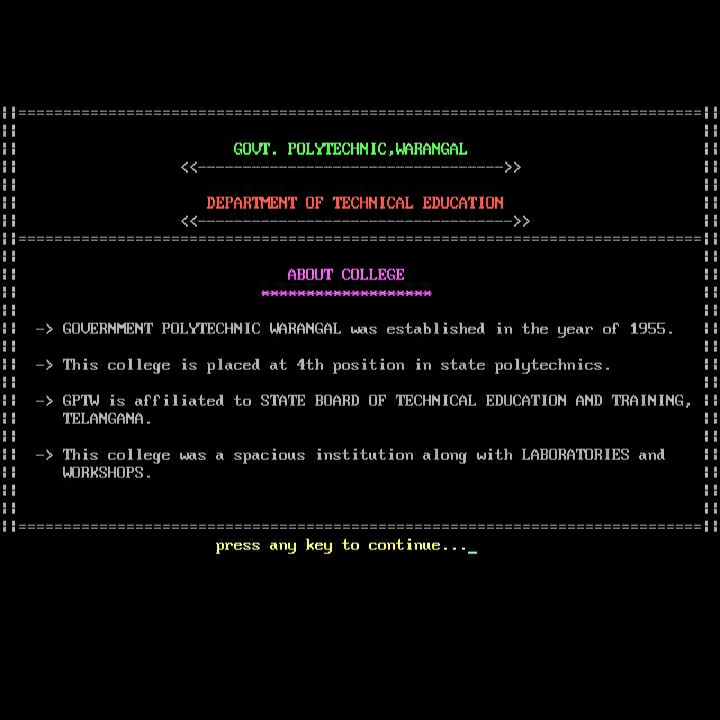 GOVT. POLYTECHNIC,WARANGAL
DEPARTMENT OF TECHNICAL EDUCATION
ABOUT COLLEGE
*******************
-> GOVERNMENT POLYTECHNIC WARANGAL was established in the year of 1955.
-> This college is placed at 4th position in state polytechnics.
-> GPTW is affiliated to STATE BOARD OF TECHNICAL EDUCATION AND TRAINING,
TELANGANA.
-> This college was a spacious institution along with LABORATORIES and
WORKSHOPS.
press any key to continue..._